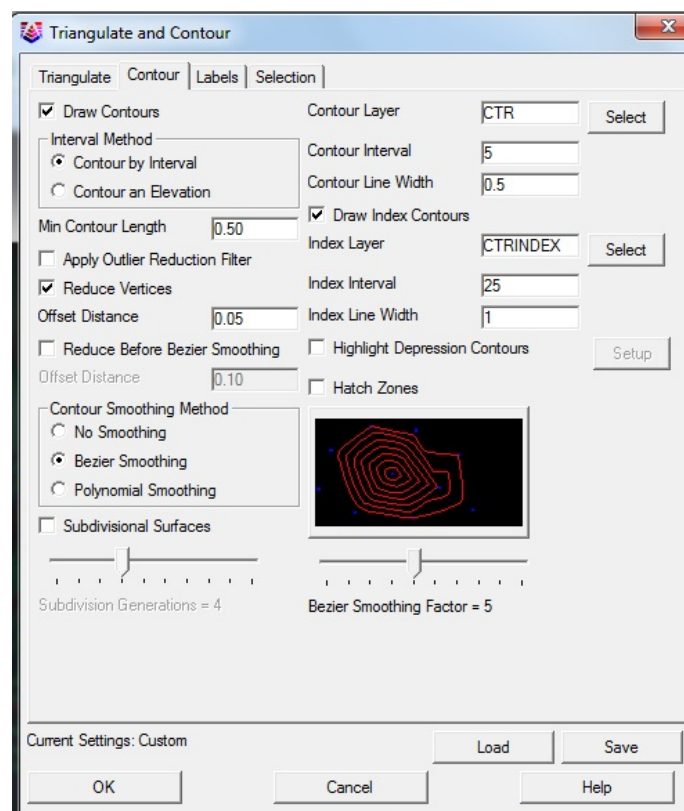 Triangulate and Contour
Triangulate Contour Labels Selection
Draw Contours
Interval Method
Contour by Interval
Contour an Elevation
Min Contour Length 0.50
Apply Outlier Reduction Filter
Reduce Vertices
Offset Distance 0.05
Reduce Before Bezier Smoothing
Offset Distance 0.10
Contour Smoothing Method
No Smoothing
Bezier Smoothing
Polynomial Smoothing
Subdivisional Surfaces
Subdivision Generations = 4
Contour Layer CTR Select
Contour Interval 5
Contour Line Width 0.5
Draw Index Contours
Index Layer CTRINDEX Select
Index Interval 25
Index Line Width 1
Highlight Depression Contours Setup
Hatch Zones
Bezier Smoothing Factor = 5
Current Settings: Custom Load Save
OK Cancel Help